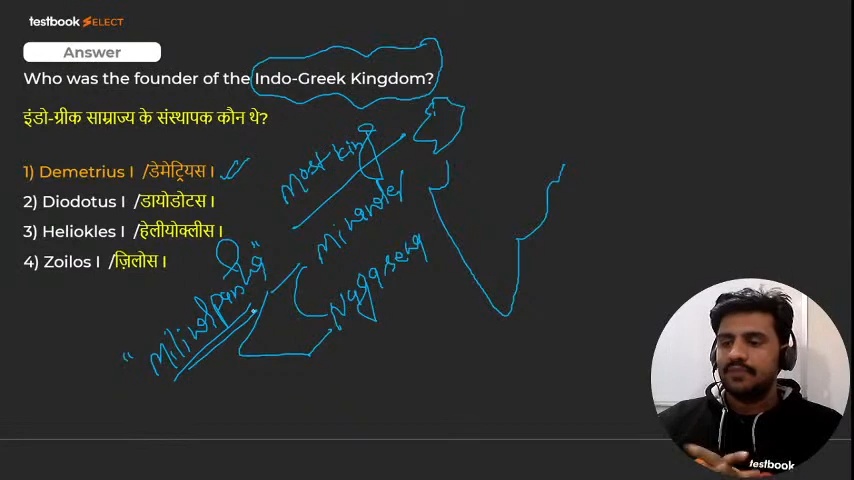 testbook SELECT
Answer
Who was the founder of the Indo-Greek Kingdom?
इंडो-ग्रीक साम्राज्य के संस्थापक कौन थे?
1) Demetrius I /डेमेट्रियस I
2) Diodotus I /डायोडोटस I
3) Heliokles I /हेलीयोक्लीस I
4) Zoilos I /ज़िलोस I
Most king
Minander
Nagasena
testbook